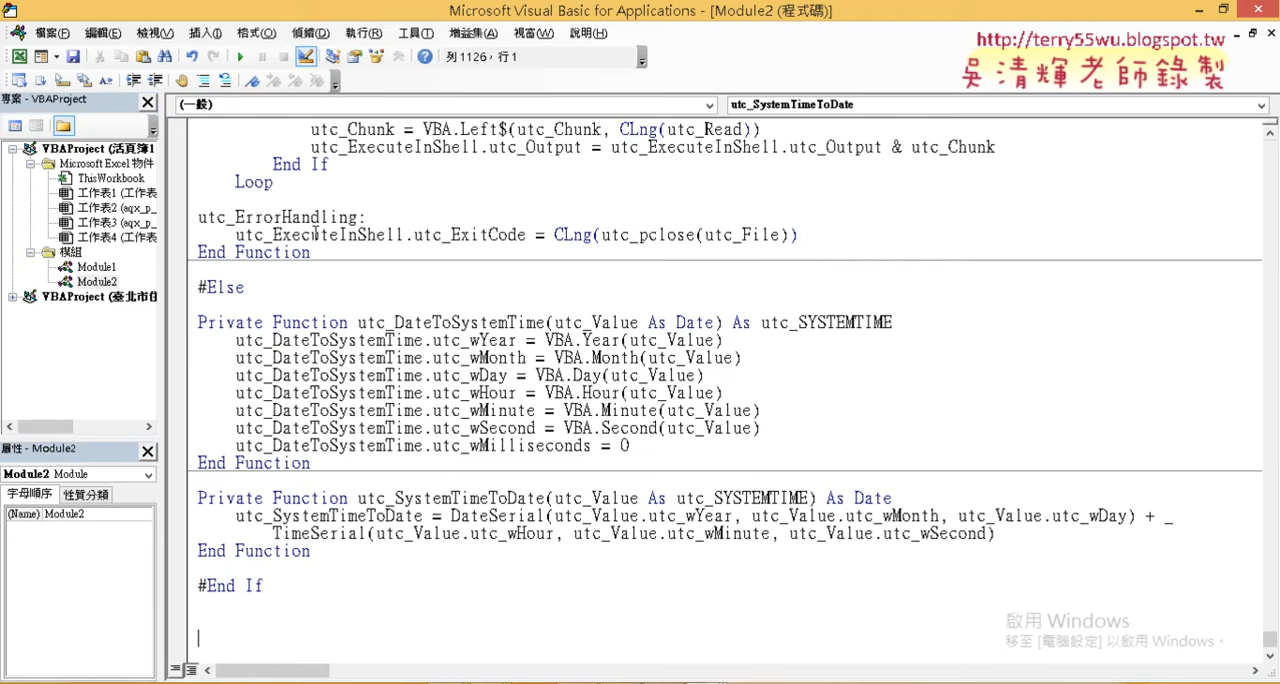 Microsoft Visual Basic for Applications - [Module2 (程式碼)]
檔案(F) 編輯(E) 檢視(V) 插入(I) 格式(O) 偵錯(D) 執行(R) 工具(T) 增益集(A) 視窗(W) 說明(H)
http://terry55wu.blogspot.tw
吳清輝老師錄製
列 1126, 行 1
專案 - VBAProject
(一般)
utc_SystemTimeToDate
VBAProject (活頁簿1
Microsoft Excel 物件
ThisWorkbook
工作表1 (工作表
工作表2 (aqx_p_
工作表3 (aqx_p_
工作表4 (工作表
模組
Module1
Module2
VBAProject (臺北市住
屬性 - Module2
Module2 Module
字母順序 性質分類
(Name) Module2
utc_Chunk = VBA.Left$(utc_Chunk, CLng(utc_Read))
utc_ExecuteInShell.utc_Output = utc_ExecuteInShell.utc_Output & utc_Chunk
End If
Loop
utc_ErrorHandling:
utc_ExecuteInShell.utc_ExitCode = CLng(utc_pclose(utc_File))
End Function
#Else
Private Function utc_DateToSystemTime(utc_Value As Date) As utc_SYSTEMTIME
utc_DateToSystemTime.utc_wYear = VBA.Year(utc_Value)
utc_DateToSystemTime.utc_wMonth = VBA.Month(utc_Value)
utc_DateToSystemTime.utc_wDay = VBA.Day(utc_Value)
utc_DateToSystemTime.utc_wHour = VBA.Hour(utc_Value)
utc_DateToSystemTime.utc_wMinute = VBA.Minute(utc_Value)
utc_DateToSystemTime.utc_wSecond = VBA.Second(utc_Value)
utc_DateToSystemTime.utc_wMilliseconds = 0
End Function
Private Function utc_SystemTimeToDate(utc_Value As utc_SYSTEMTIME) As Date
utc_SystemTimeToDate = DateSerial(utc_Value.utc_wYear, utc_Value.utc_wMonth, utc_Value.utc_wDay) + _
TimeSerial(utc_Value.utc_wHour, utc_Value.utc_wMinute, utc_Value.utc_wSecond)
End Function
#End If
啟用 Windows
移至 [電腦設定] 以啟用 Windows。